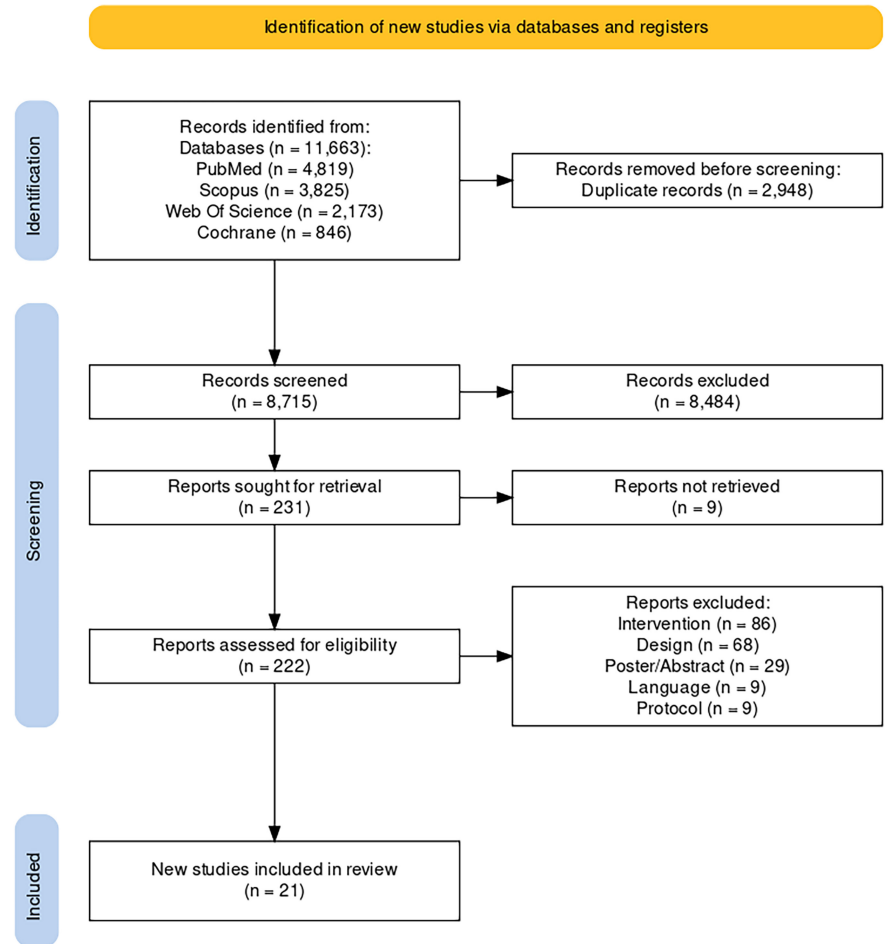 Identification of new studies via databases and registers
Identification
Records identified from:
Databases (n = 11,663):
PubMed (n = 4,819)
Scopus (n = 3,825)
Web Of Science (n = 2,173)
Cochrane (n = 846)
Records removed before screening:
Duplicate records (n = 2,948)
Screening
Records screened
(n = 8,715)
Records excluded
(n = 8,484)
Reports sought for retrieval
(n = 231)
Reports not retrieved
(n = 9)
Reports assessed for eligibility
(n = 222)
Reports excluded:
Intervention (n = 86)
Design (n = 68)
Poster/Abstract (n = 29)
Language (n = 9)
Protocol (n = 9)
Included
New studies included in review
(n = 21)